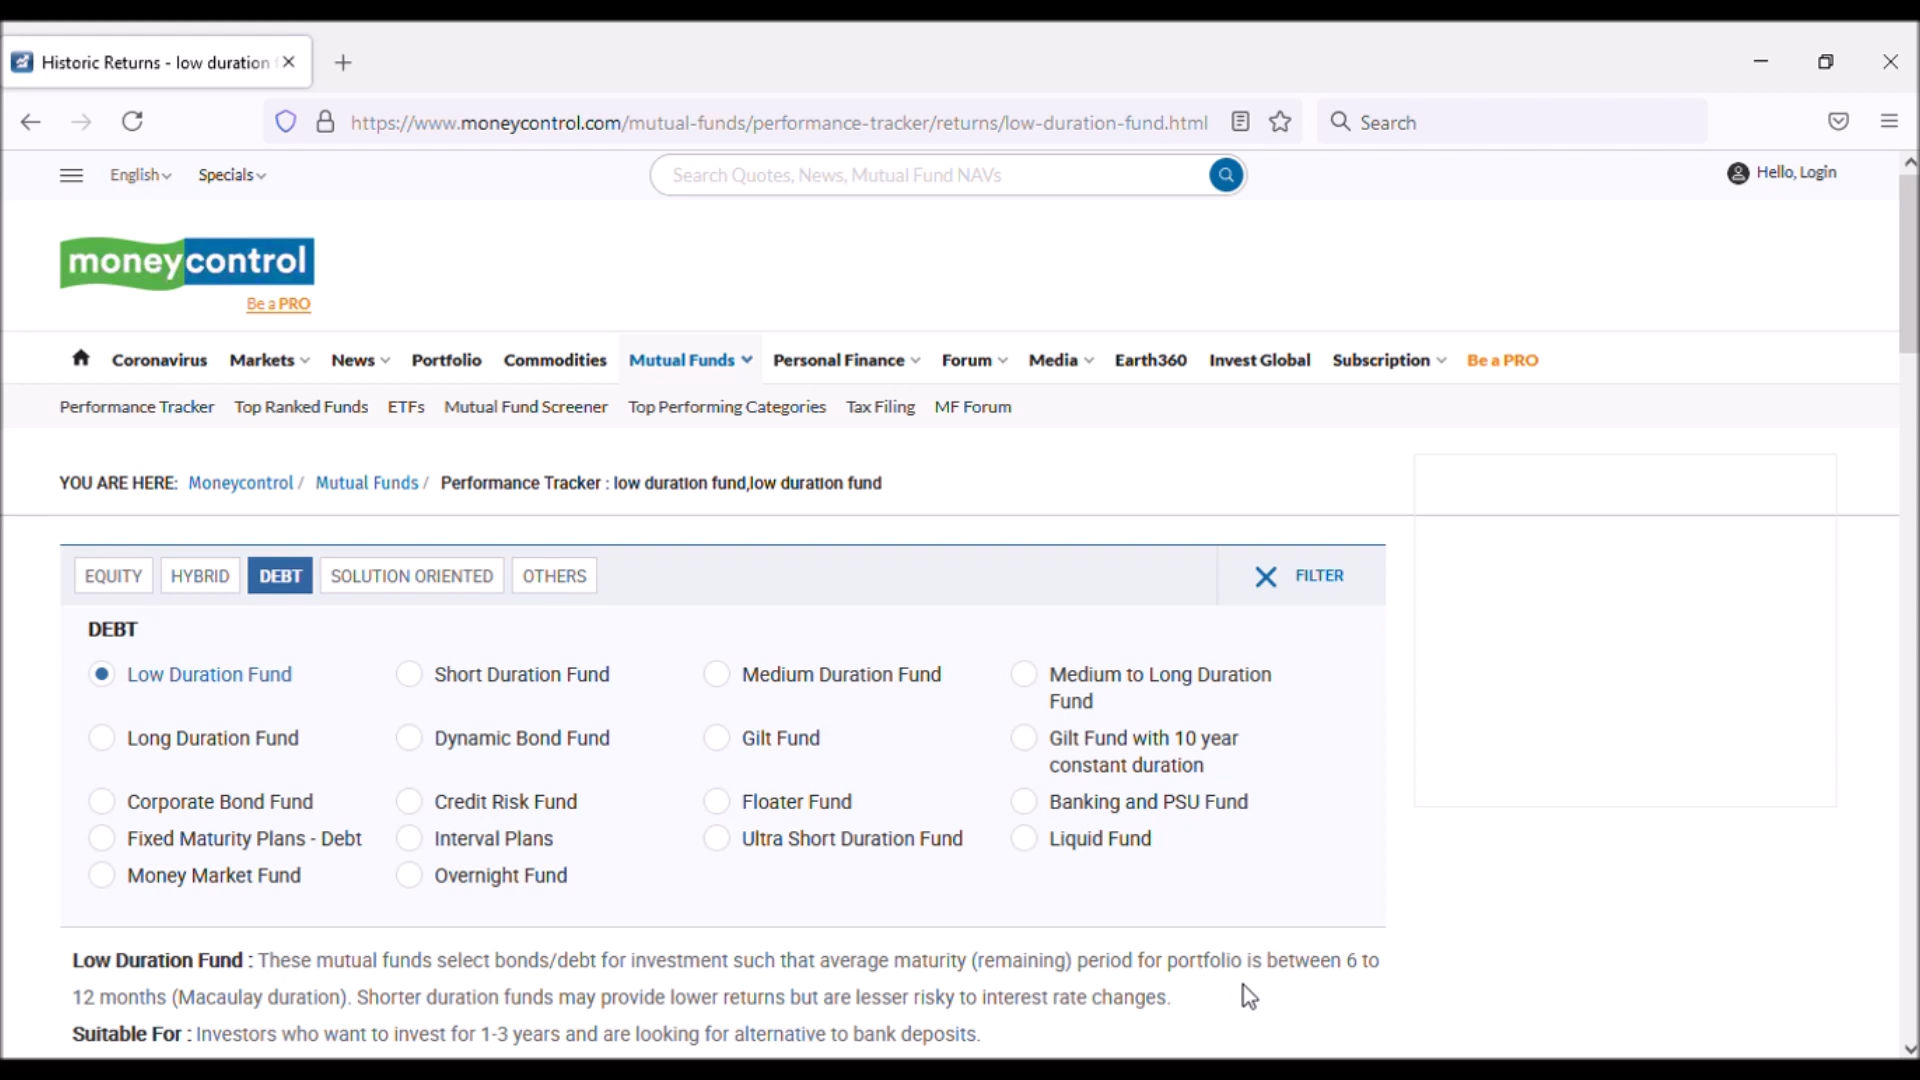 Historic Returns - low duration
https://www.moneycontrol.com/mutual-funds/performance-tracker/returns/low-duration-fund.html
Search
English
Specials
Search Quotes, News, Mutual Fund NAVs
Hello, Login
moneycontrol
Be a PRO
Coronavirus Markets News Portfolio Commodities Mutual Funds Personal Finance Forum Media Earth360 Invest Global Subscription Be a PRO
Performance Tracker Top Ranked Funds ETFs Mutual Fund Screener Top Performing Categories Tax Filing MF Forum
YOU ARE HERE: Moneycontrol / Mutual Funds / Performance Tracker : low duration fund,low duration fund
EQUITY HYBRID DEBT SOLUTION ORIENTED OTHERS FILTER
DEBT
Low Duration Fund Short Duration Fund Medium Duration Fund Medium to Long Duration
Fund
Long Duration Fund Dynamic Bond Fund Gilt Fund Gilt Fund with 10 year
constant duration
Corporate Bond Fund Credit Risk Fund Floater Fund Banking and PSU Fund
Fixed Maturity Plans - Debt Interval Plans Ultra Short Duration Fund Liquid Fund
Money Market Fund Overnight Fund
Low Duration Fund : These mutual funds select bonds/debt for investment such that average maturity (remaining) period for portfolio is between 6 to
12 months (Macaulay duration). Shorter duration funds may provide lower returns but are lesser risky to interest rate changes.
Suitable For : Investors who want to invest for 1-3 years and are looking for alternative to bank deposits.